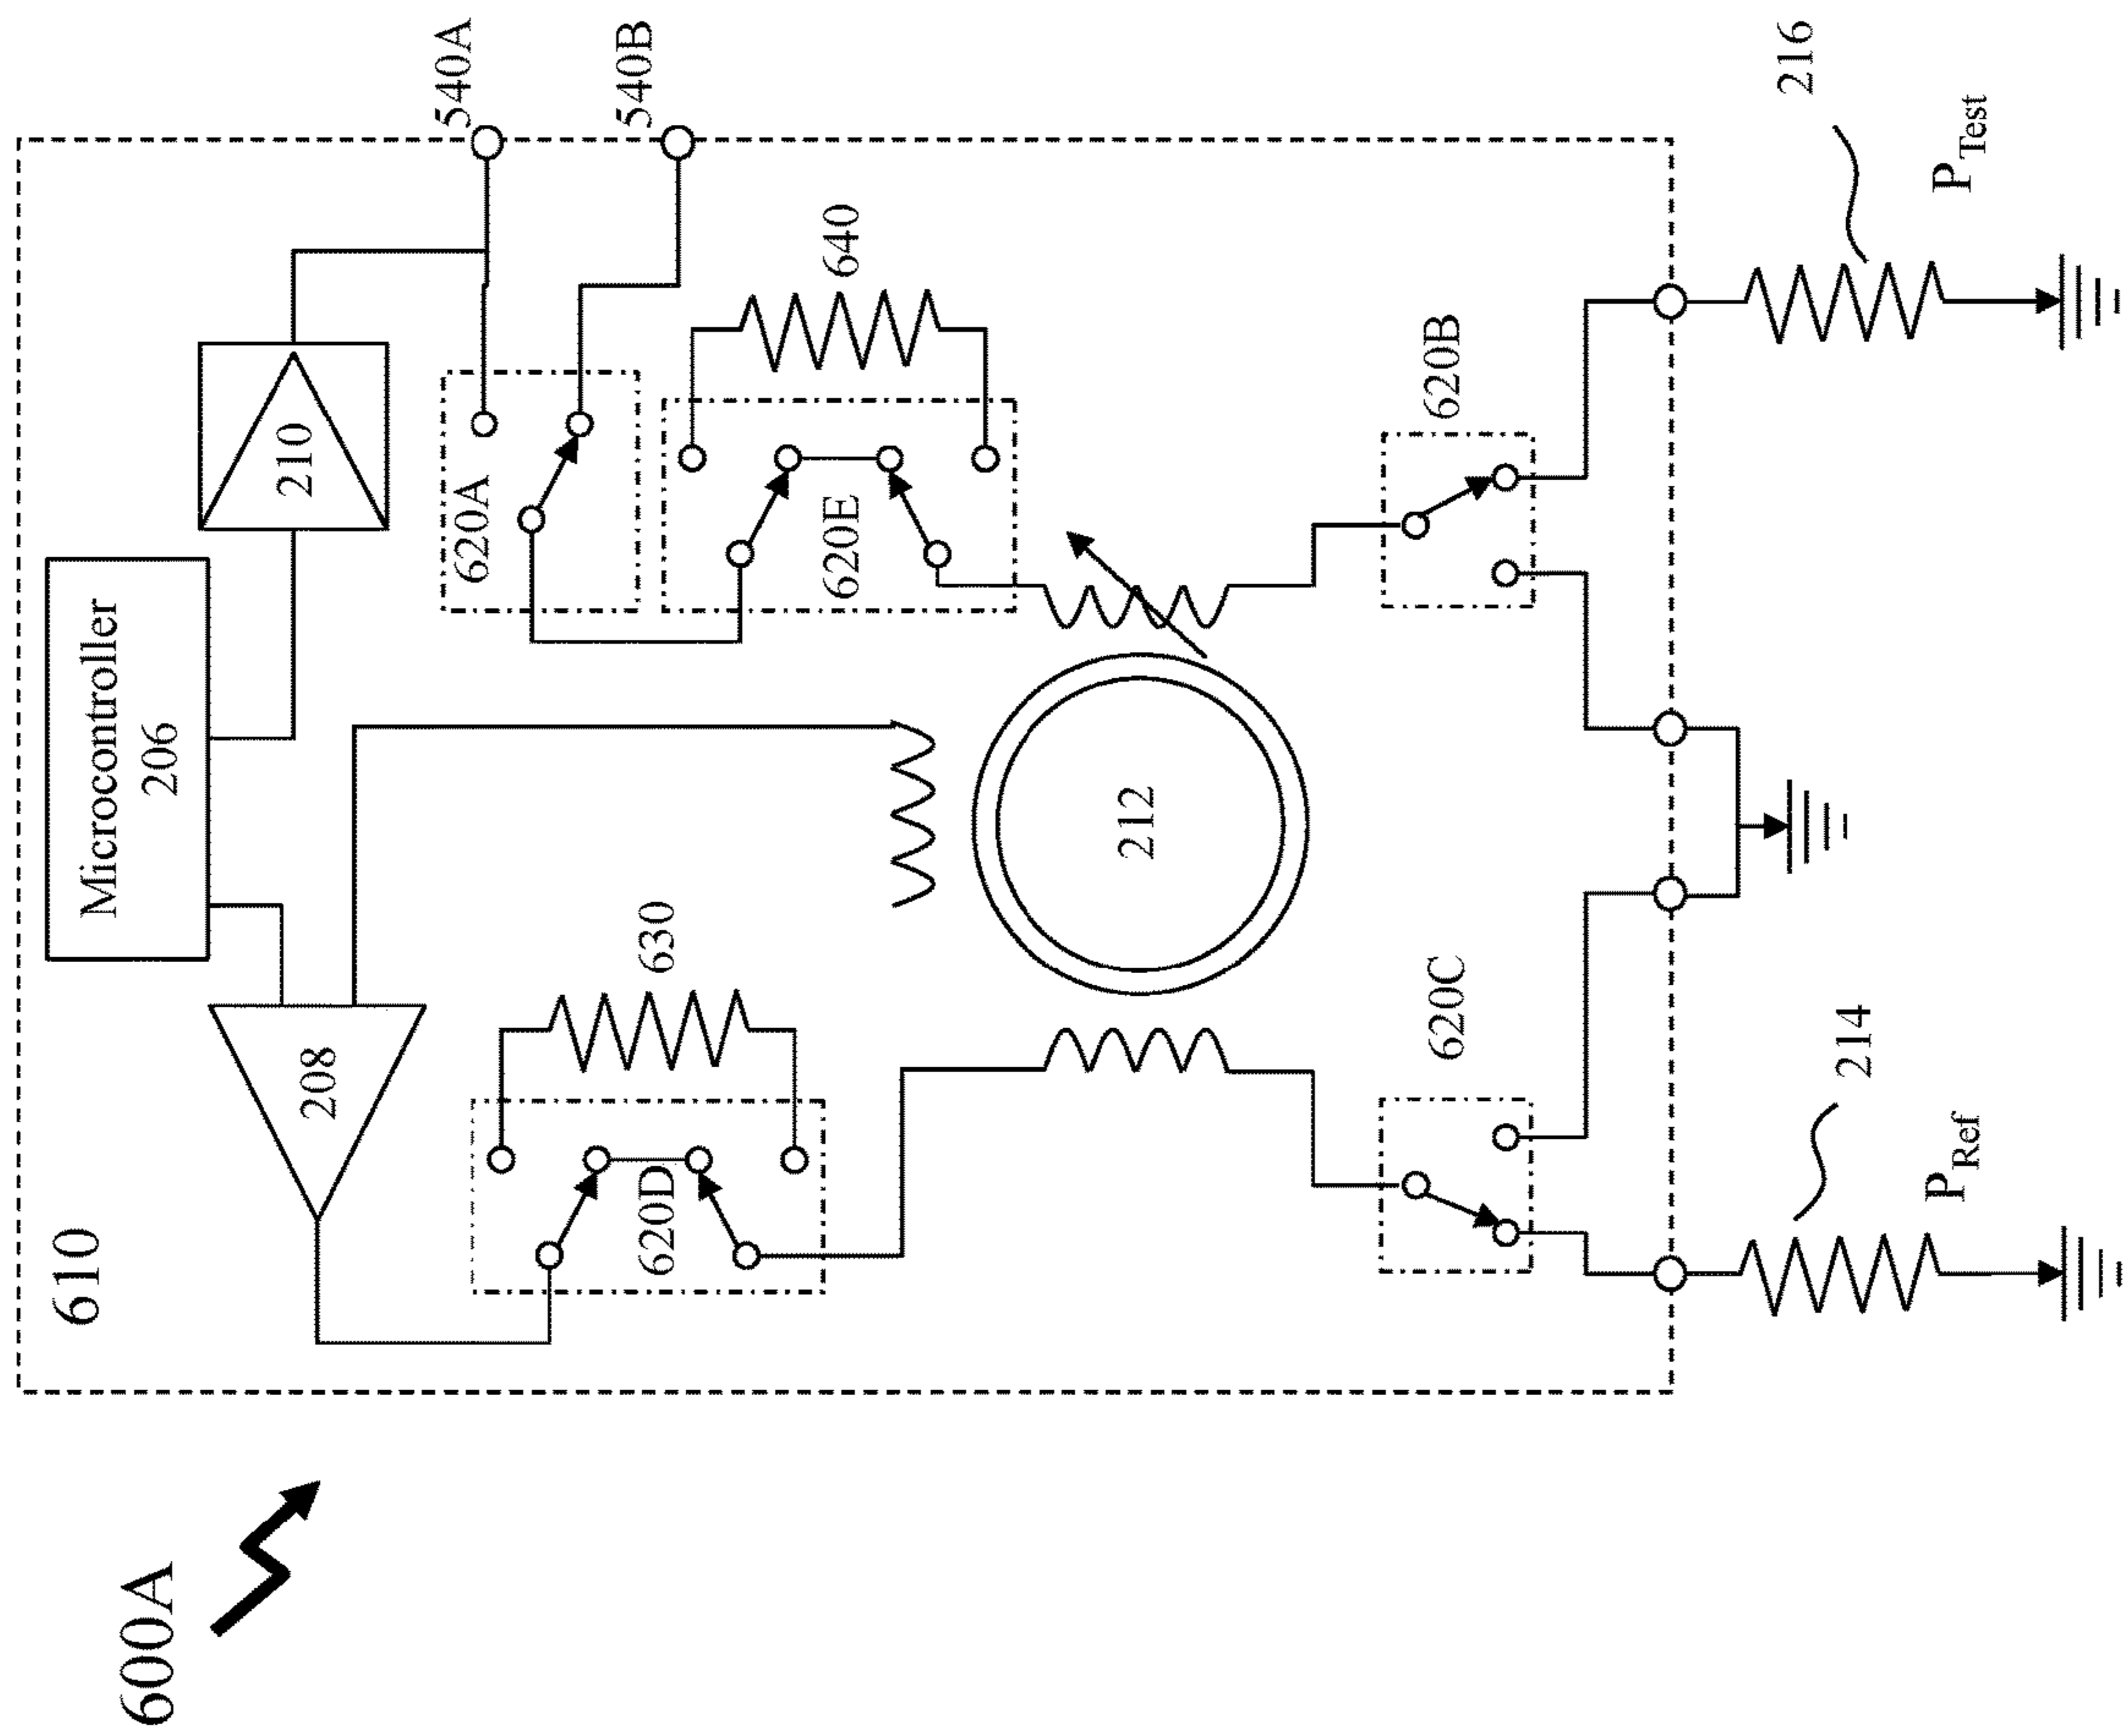 600A
610
Microcontroller
206
208
210
540A
540B
620A
620D
630
620E
640
212
620C
620B
214
P_Ref
216
P_Test